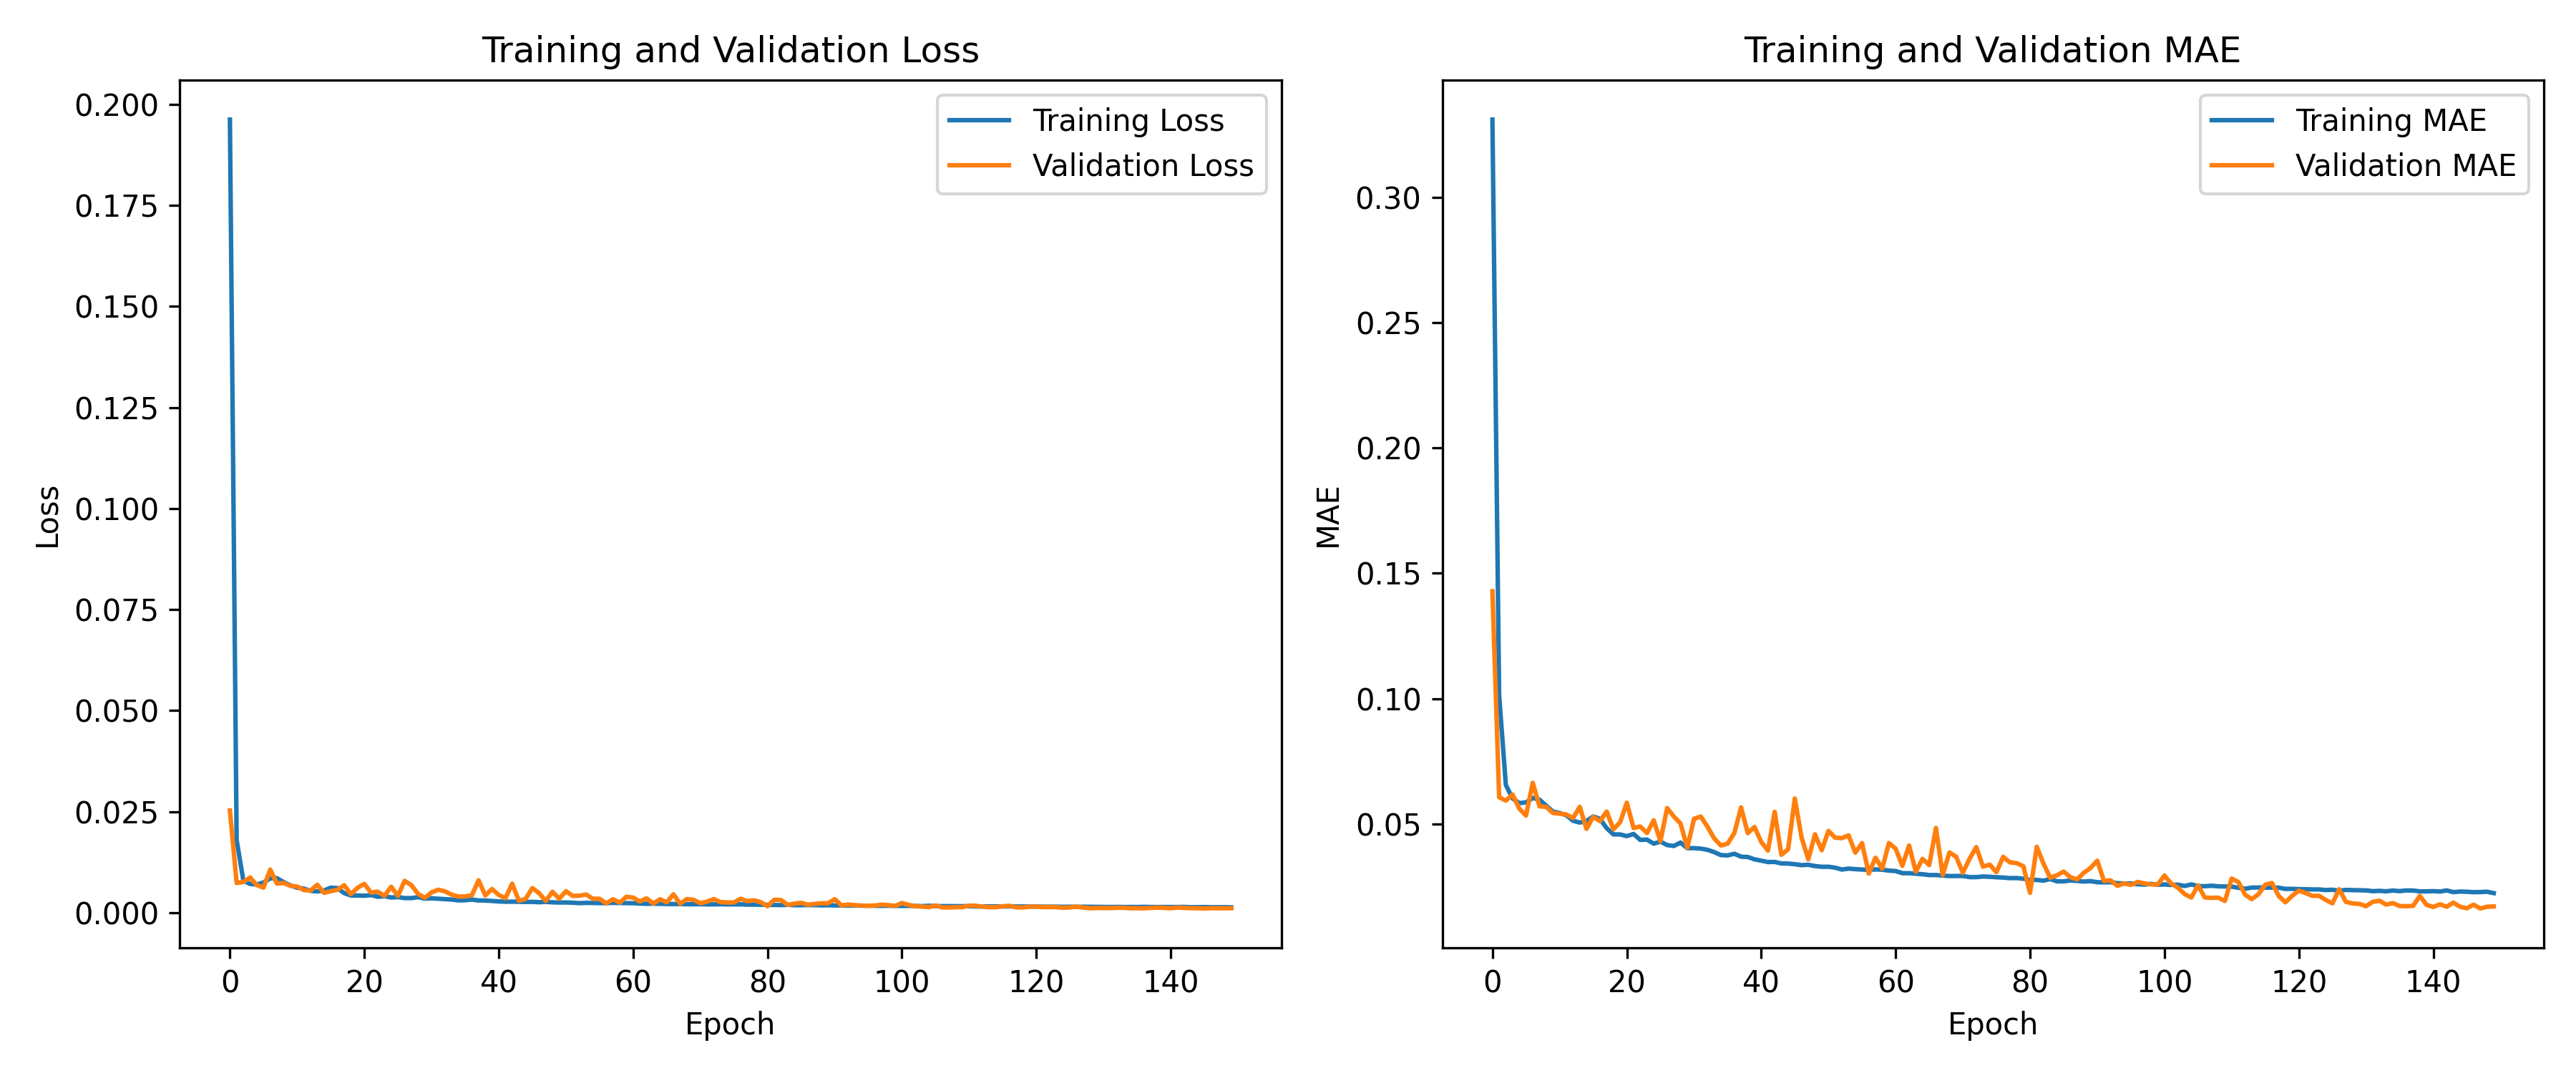 Training and Validation Loss
0.200
0.175
0.150
0.125
0.100
0.075
0.050
0.025
0.000
Loss
Training Loss
Validation Loss
0 20 40 60 80 100 120 140
Epoch
Training and Validation MAE
0.30
0.25
0.20
0.15
0.10
0.05
MAE
Training MAE
Validation MAE
0 20 40 60 80 100 120 140
Epoch